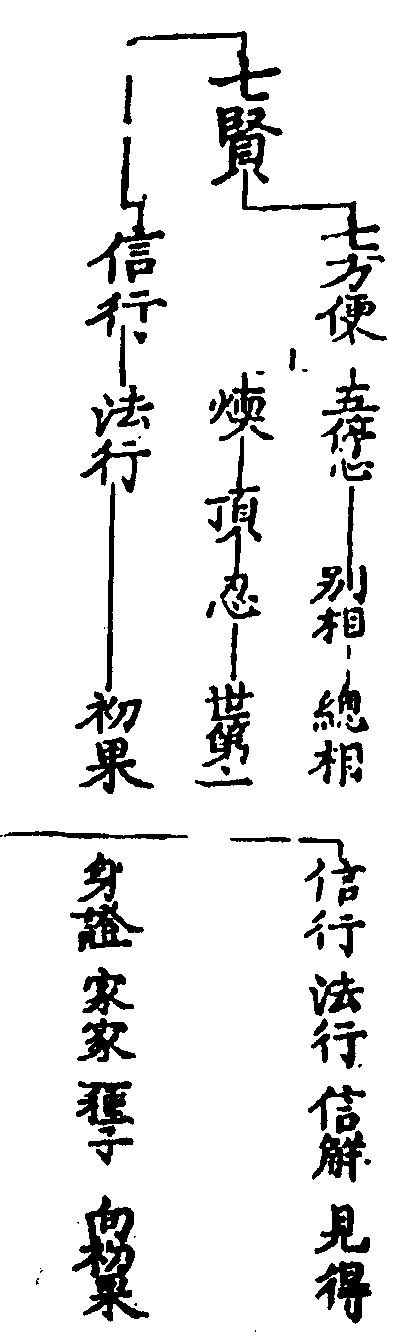 七賢
七方便 五停心 別相 總相
煗 頂 忍 世第一
信行 法行 初果
信行 法行 信解 見得
身證 家家 種子 向初果